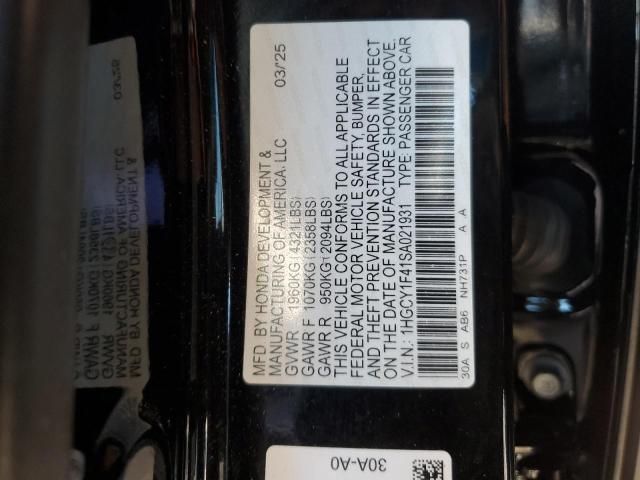 MFD. BY HONDA DEVELOPMENT &
MANUFACTURING OF AMERICA, LLC 03/'25
GVWR 1960KG(4321LBS)
GAWR F 1070KG(2358LBS)
GAWR R 950KG(2094LBS)
THIS VEHICLE CONFORMS TO ALL APPLICABLE
FEDERAL MOTOR VEHICLE SAFETY, BUMPER,
AND THEFT PREVENTION STANDARDS IN EFFECT
ON THE DATE OF MANUFACTURE SHOWN ABOVE.
V.I.N.: 1HGCY1F41SA021931 TYPE: PASSENGER CAR
30A S AB6 NH731P A A
30A-A0